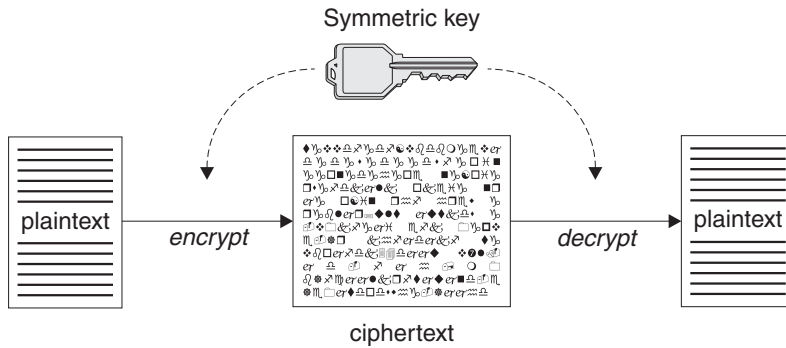 Symmetric key
plaintext
encrypt
decrypt
plaintext
ciphertext